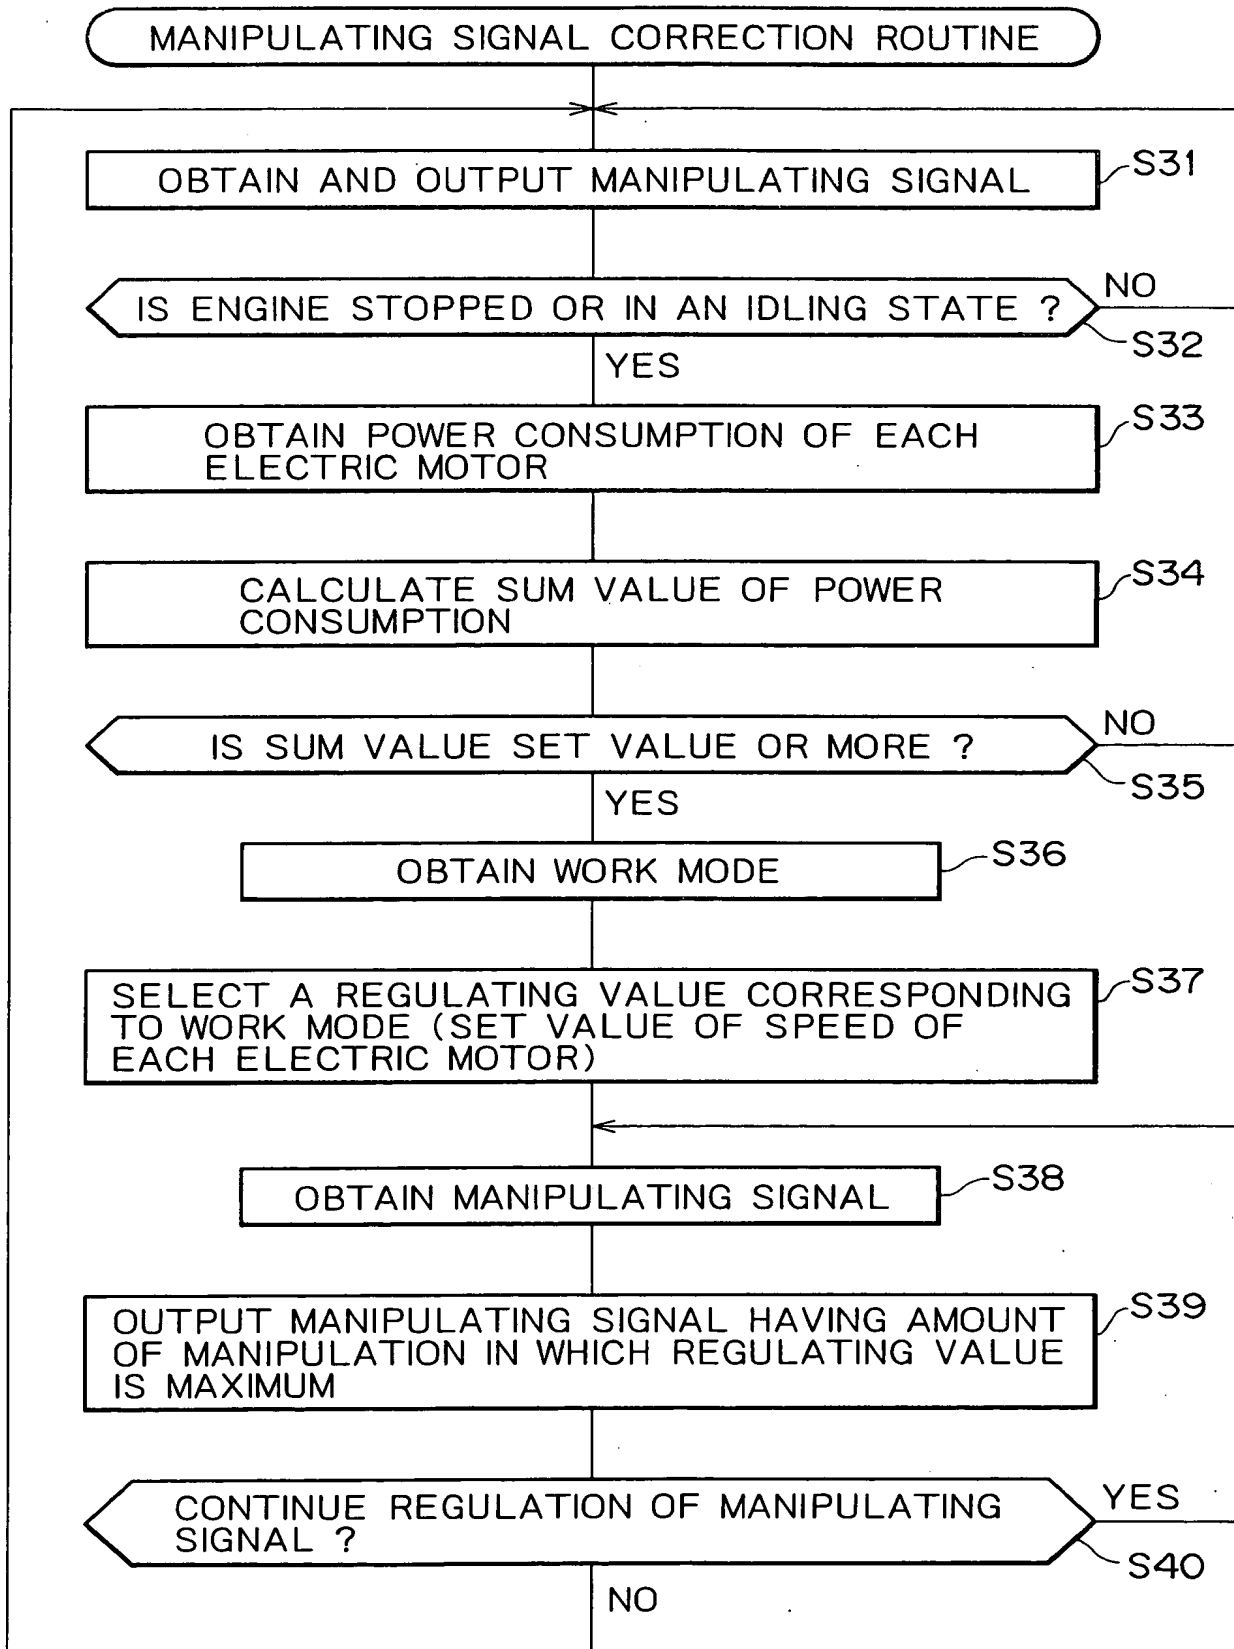 MANIPULATING SIGNAL CORRECTION ROUTINE
OBTAIN AND OUTPUT MANIPULATING SIGNAL
S31
IS ENGINE STOPPED OR IN AN IDLING STATE ?
NO
S32
YES
OBTAIN POWER CONSUMPTION OF EACH
ELECTRIC MOTOR
S33
CALCULATE SUM VALUE OF POWER
CONSUMPTION
S34
IS SUM VALUE SET VALUE OR MORE ?
NO
S35
YES
OBTAIN WORK MODE
S36
SELECT A REGULATING VALUE CORRESPONDING
TO WORK MODE (SET VALUE OF SPEED OF
EACH ELECTRIC MOTOR)
S37
OBTAIN MANIPULATING SIGNAL
S38
OUTPUT MANIPULATING SIGNAL HAVING AMOUNT
OF MANIPULATION IN WHICH REGULATING VALUE
IS MAXIMUM
S39
CONTINUE REGULATION OF MANIPULATING
SIGNAL ?
YES
S40
NO